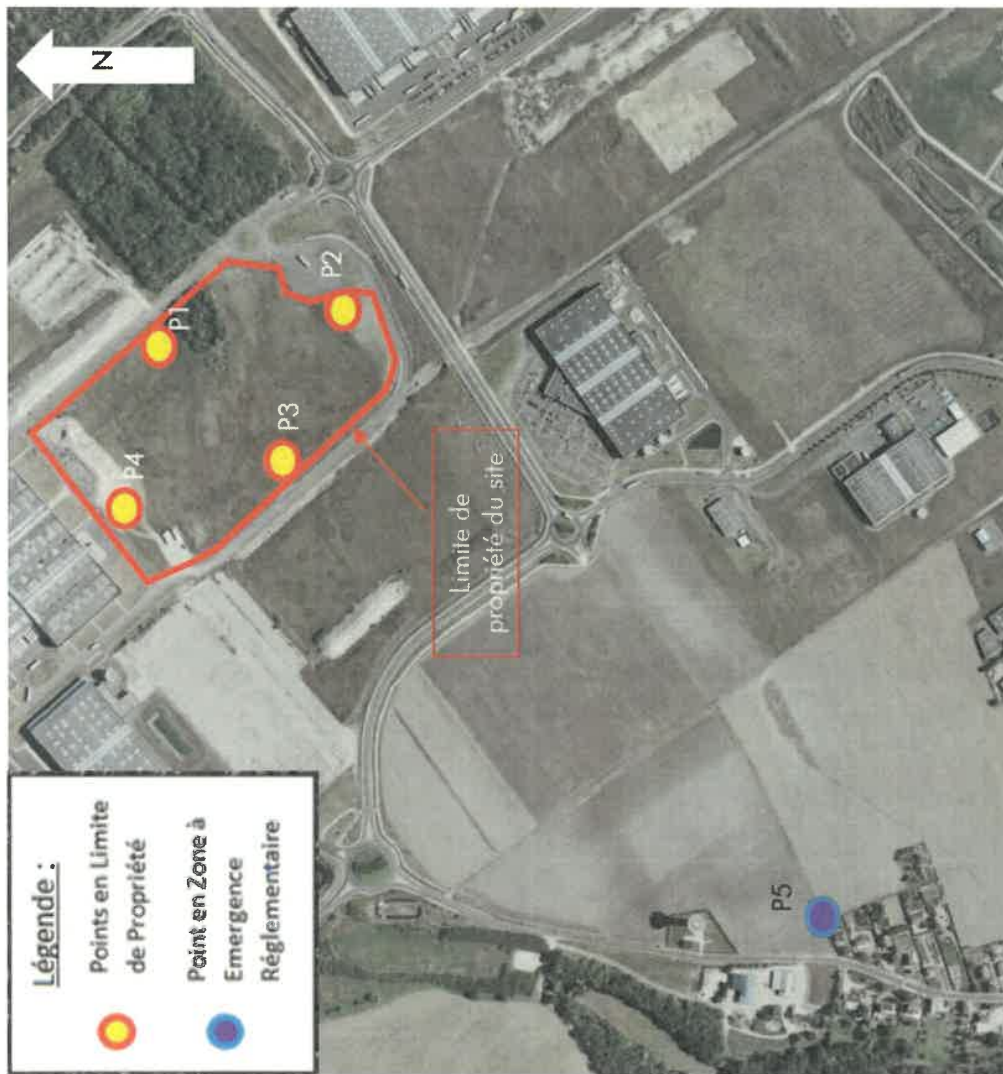 Légende :
Points en Limite
de Propriété
Point en Zone à
Emergence
Réglementaire
N
P4
P1
P3
P2
Limite de
propriété du site
P5